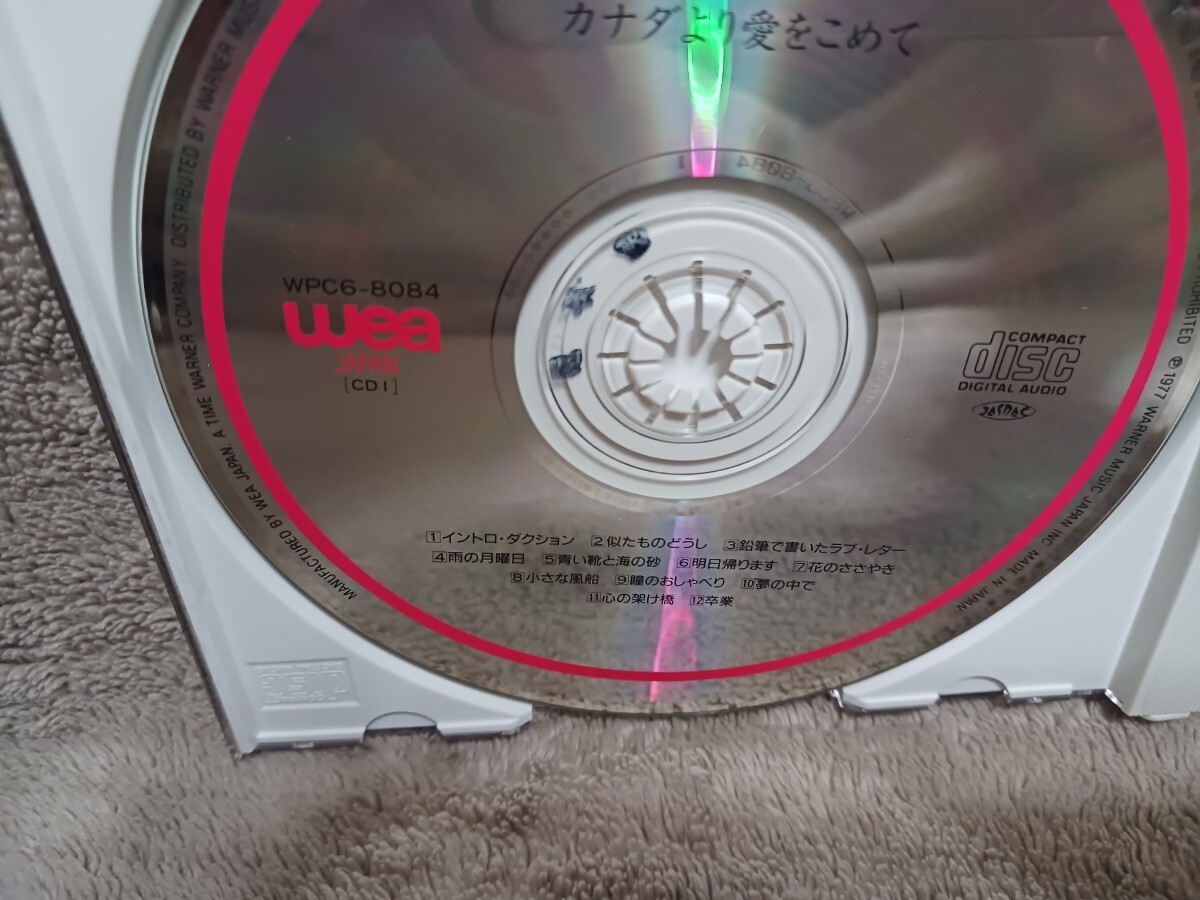 カナダより愛をこめて
WPC6-8084
wea
JAPAN
[CD1]
COMPACT
disc
DIGITAL AUDIO
JASRAC
1イントロ・ダクション 2似たものどうし 3鉛筆で書いたラブ・レター
4雨の月曜日 5青い靴と海の砂 6明日帰ります 7花のささやき
8小さな風船 9瞳のおしゃべり 10夢の中で
11心の架け橋 12卒業
MANUFACTURED BY WEA JAPAN, A TIME WARNER COMPANY. DISTRIBUTED BY WARNER
℗ 1977 WARNER MUSIC JAPAN INC. MADE IN JAPAN